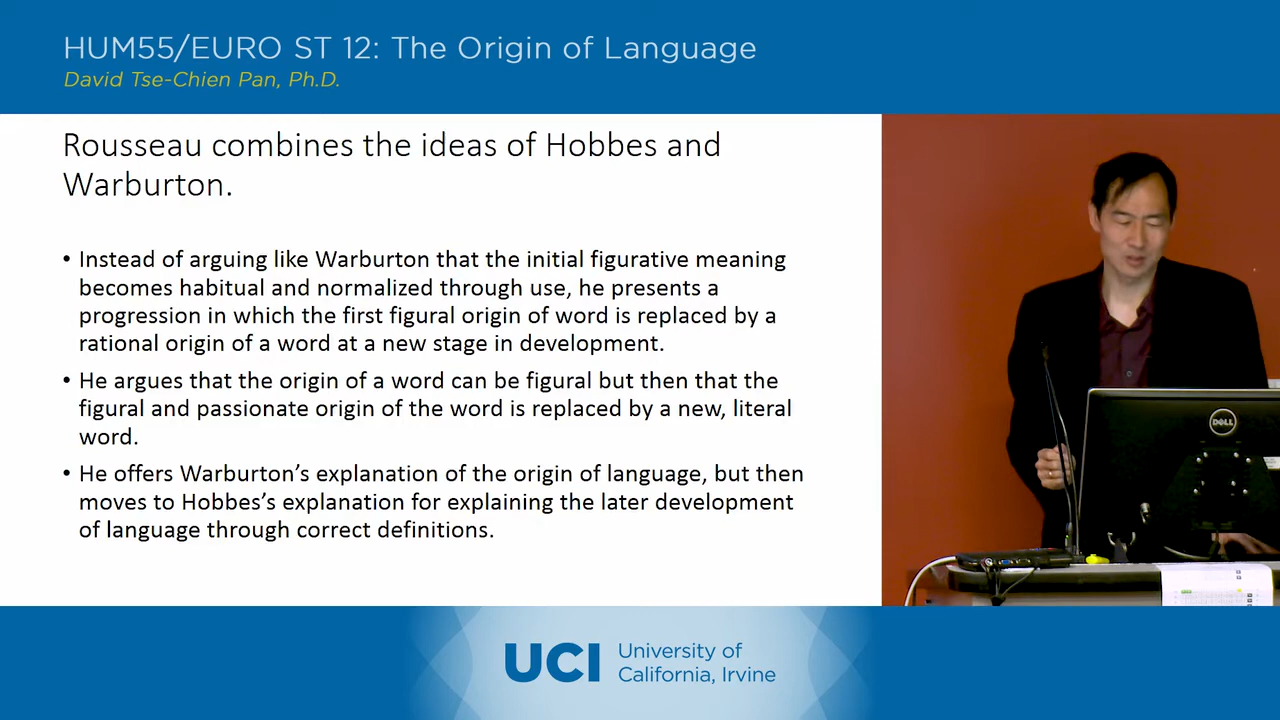 HUM55/EURO ST 12: The Origin of Language
David Tse-Chien Pan, Ph.D.
Rousseau combines the ideas of Hobbes and
Warburton.
• Instead of arguing like Warburton that the initial figurative meaning
becomes habitual and normalized through use, he presents a
progression in which the first figural origin of word is replaced by a
rational origin of a word at a new stage in development.
• He argues that the origin of a word can be figural but then that the
figural and passionate origin of the word is replaced by a new, literal
word.
• He offers Warburton’s explanation of the origin of language, but then
moves to Hobbes’s explanation for explaining the later development
of language through correct definitions.
DELL
UCI University of
California, Irvine